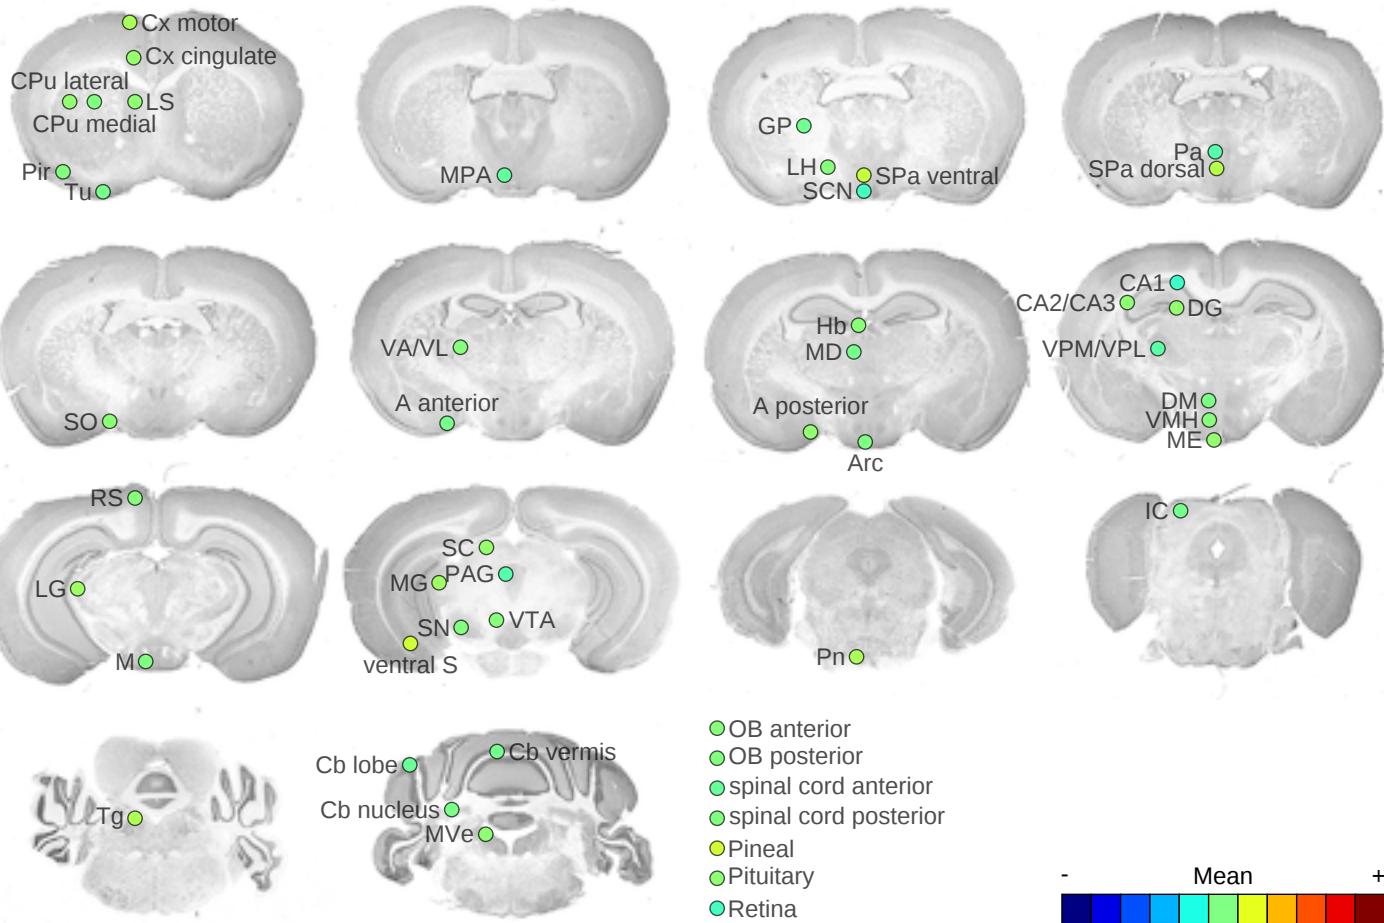 Cx motor
Cx cingulate
CPu lateral
LS
CPu medial
Pir
Tu
MPA
GP
LH
SPa ventral
SCN
Pa
SPa dorsal
SO
VA/VL
A anterior
Hb
MD
A posterior
Arc
CA1
CA2/CA3
DG
VPM/VPL
DM
VMH
ME
RS
LG
M
SC
MG
PAG
SN
VTA
ventral S
Pn
IC
Tg
Cb lobe
Cb vermis
Cb nucleus
MVe
OB anterior
OB posterior
spinal cord anterior
spinal cord posterior
Pineal
Pituitary
Retina
- Mean +